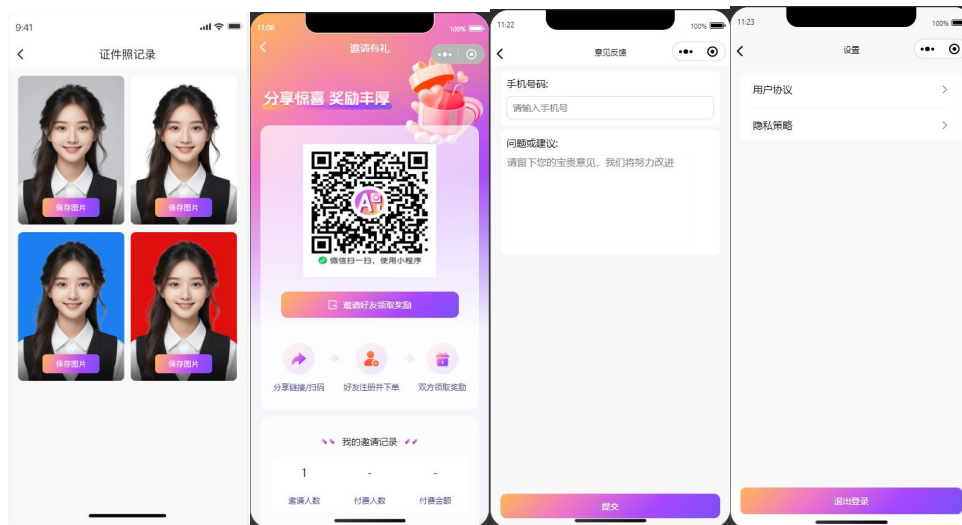 9:41
证件照记录
保存图片
保存图片
保存图片
保存图片
11:08
100%
邀请有礼
分享惊喜 奖励丰厚
A+
微信扫一扫，使用小程序
邀请好友领取奖励
分享链接/扫码
好友注册并下单
双方领取奖励
我的邀请记录
1
-
-
邀请人数
付费人数
付费金额
11:22
100%
意见反馈
手机号码:
请输入手机号
问题或建议:
请留下您的宝贵意见，我们将努力改进
提交
11:23
100%
设置
用户协议
隐私策略
退出登录